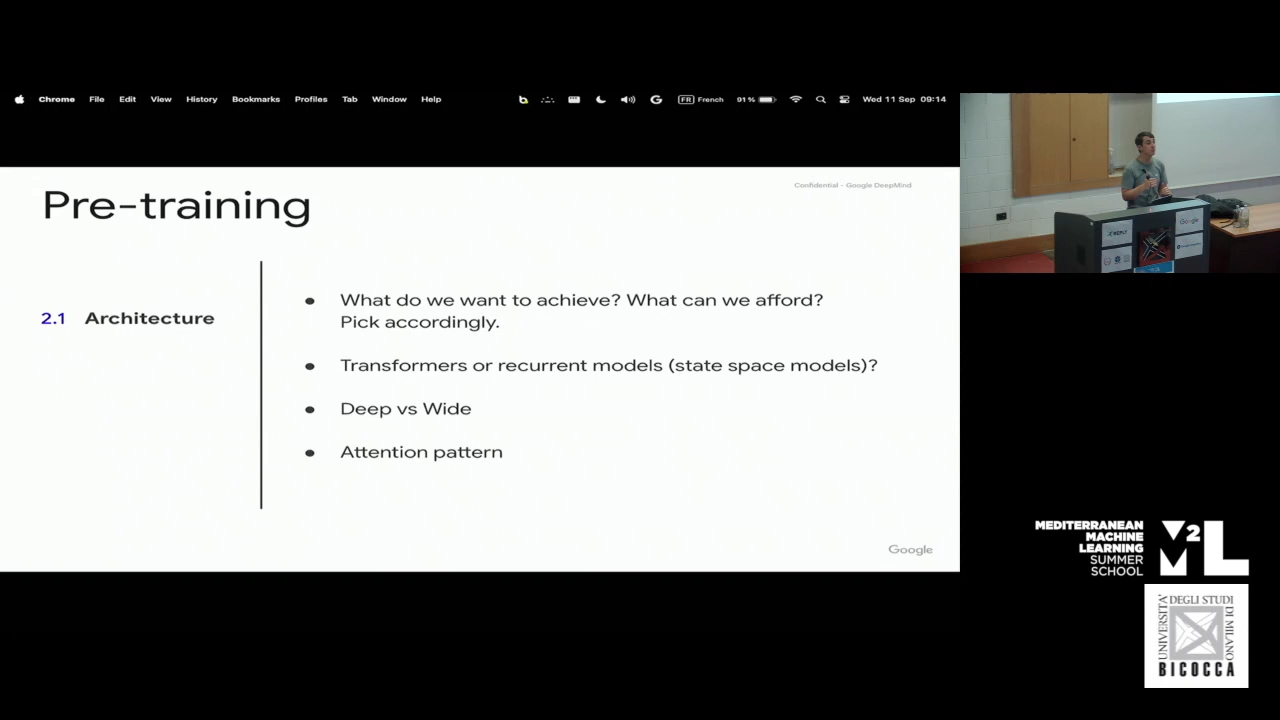 Chrome File Edit View History Bookmarks Profiles Tab Window Help
FR French 91% Wed 11 Sep 09:14
Confidential - Google DeepMind
Pre-training
2.1 Architecture
● What do we want to achieve? What can we afford?
Pick accordingly.
● Transformers or recurrent models (state space models)?
● Deep vs Wide
● Attention pattern
Google
Google
MEDITERRANEAN
MACHINE
LEARNING
SUMMER
SCHOOL
M2L
UNIVERSITA'
DEGLI STUDI
DI MILANO
BICOCCA